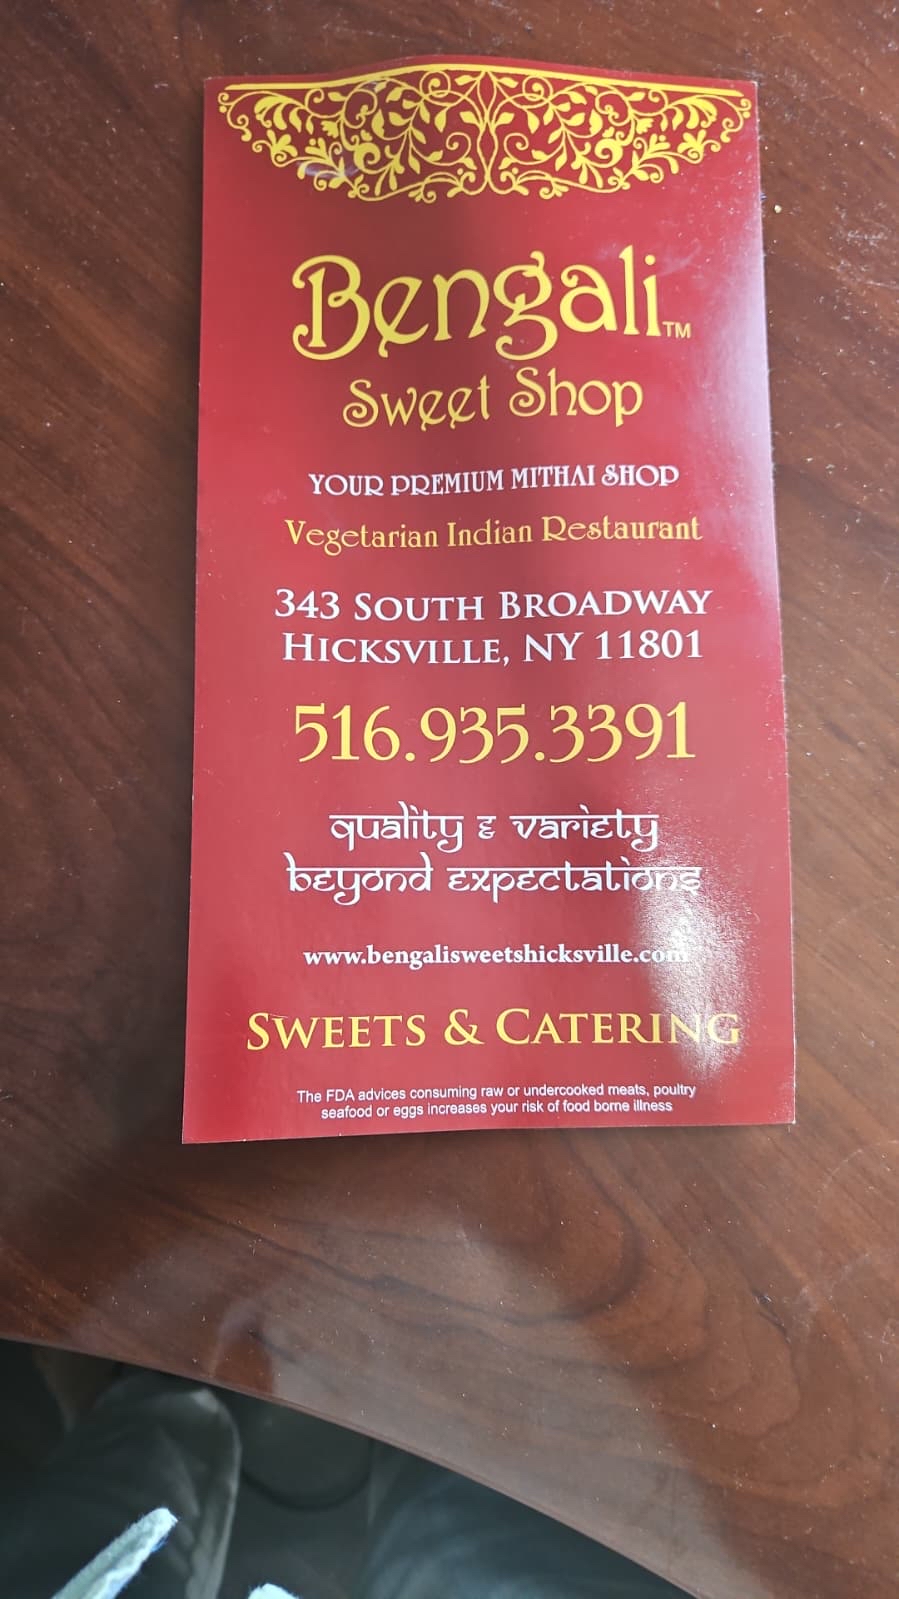 Bengali™
Sweet Shop
YOUR PREMIUM MITHAI SHOP
Vegetarian Indian Restaurant
343 SOUTH BROADWAY
HICKSVILLE, NY 11801
516.935.3391
quality & variety
beyond expectations
www.bengalisweetshicksville.com
SWEETS & CATERING
The FDA advices consuming raw or undercooked meats, poultry
seafood or eggs increases your risk of food borne illness